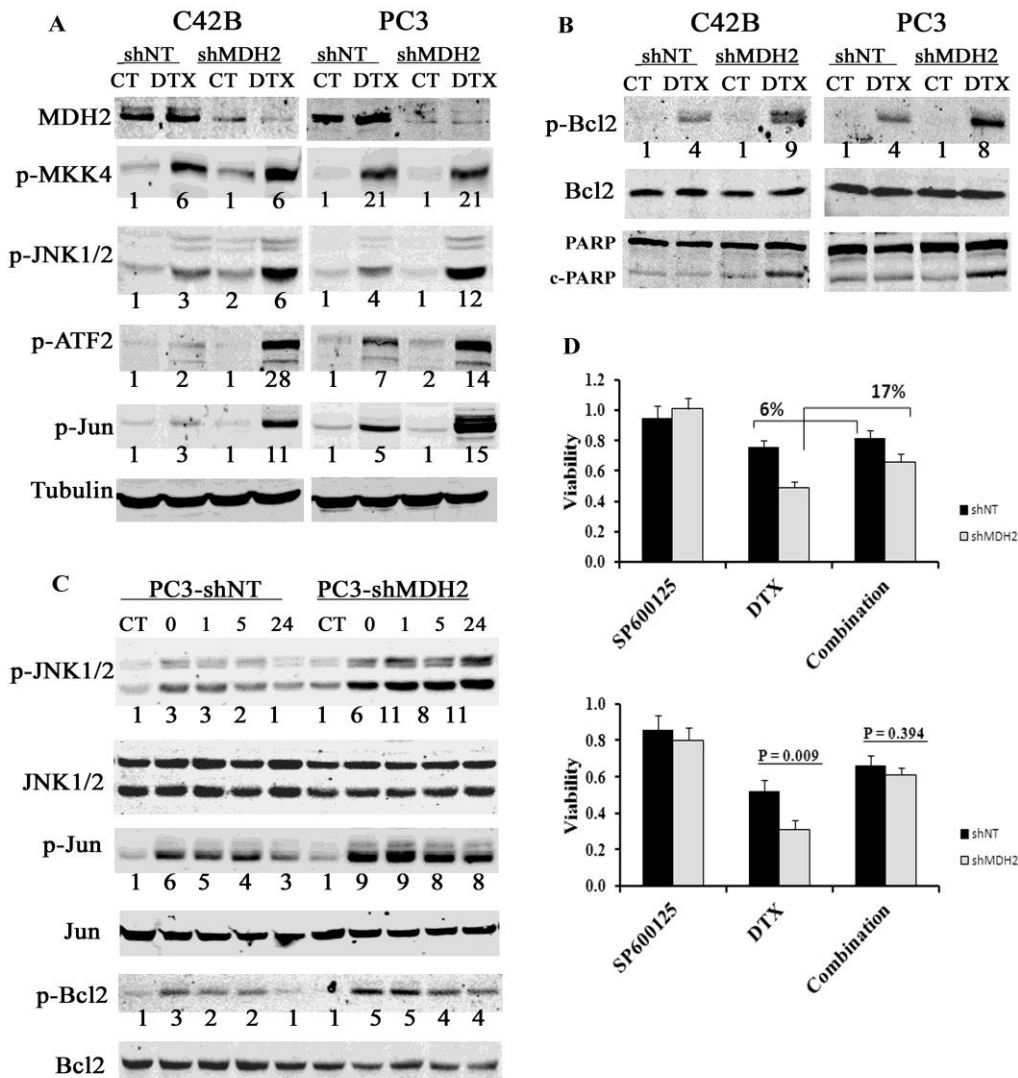 A
C42B PC3
shNT shMDH2 shNT shMDH2
CT DTX CT DTX CT DTX CT DTX
MDH2
p-MKK4
1 6 1 6 1 21 1 21
p-JNK1/2
1 3 2 6 1 4 1 12
p-ATF2
1 2 1 28 1 7 2 14
p-Jun
1 3 1 11 1 5 1 15
Tubulin
B
C42B PC3
shNT shMDH2 shNT shMDH2
CT DTX CT DTX CT DTX CT DTX
p-Bcl2
1 4 1 9 1 4 1 8
Bcl2
PARP
c-PARP
C
PC3-shNT PC3-shMDH2
CT 0 1 5 24 CT 0 1 5 24
p-JNK1/2
1 3 3 2 1 1 6 11 8 11
JNK1/2
p-Jun
1 6 5 4 3 1 9 9 8 8
Jun
p-Bcl2
1 3 2 2 1 1 5 5 4 4
Bcl2
D
1.2
1.0
0.8
0.6
0.4
0.2
0.0
Viability
6% 17%
shNT
shMDH2
SP600125 DTX Combination
1.0
0.8
0.6
0.4
0.2
0.0
Viability
P = 0.009 P = 0.394
shNT
shMDH2
SP600125 DTX Combination